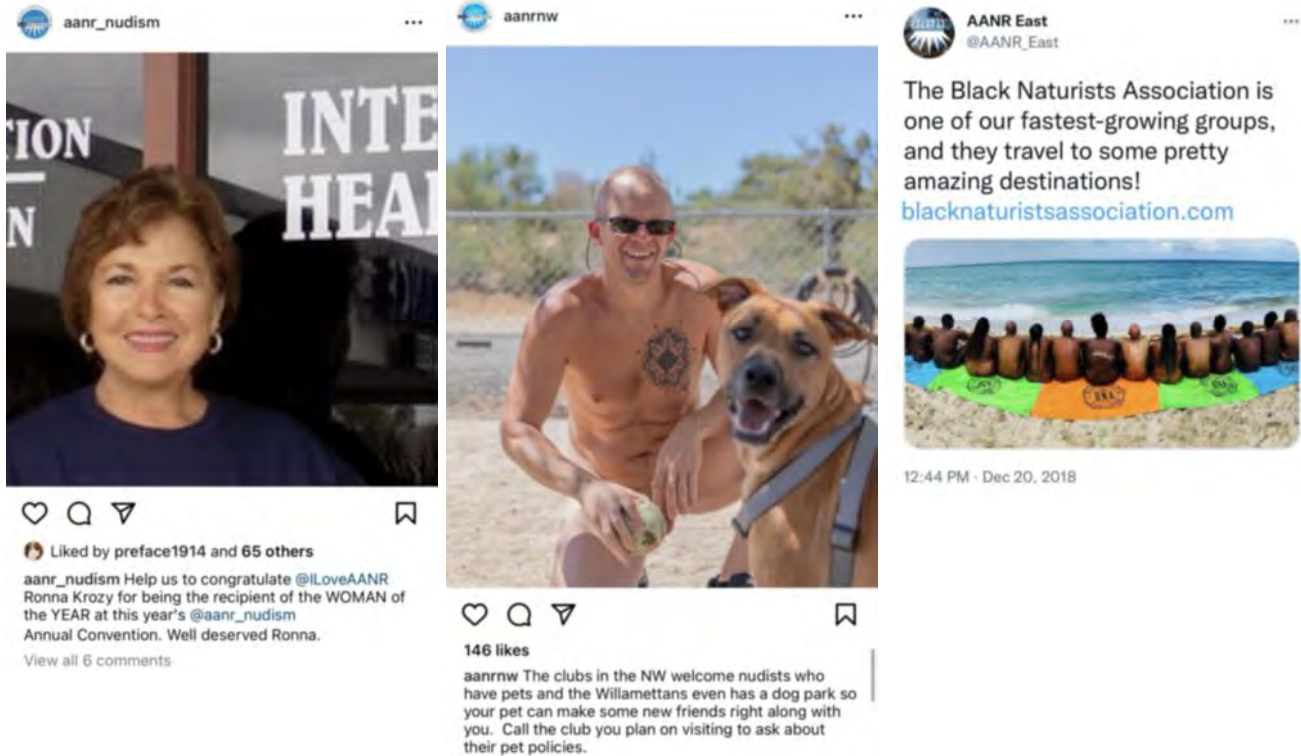 aanr_nudism
TION
N
INTE
HEAL
Liked by preface1914 and 65 others
aanr_nudism Help us to congratulate @ILoveAANR
Ronna Krozy for being the recipient of the WOMAN of
the YEAR at this year's @aanr_nudism
Annual Convention. Well deserved Ronna.
View all 6 comments
aanrnw
146 likes
aanrnw The clubs in the NW welcome nudists who
have pets and the Willamettans even has a dog park so
your pet can make some new friends right along with
you. Call the club you plan on visiting to ask about
their pet policies.
aanr
AANR East
@AANR_East
The Black Naturists Association is
one of our fastest-growing groups,
and they travel to some pretty
amazing destinations!
blacknaturistsassociation.com
BNA
12:44 PM · Dec 20, 2018